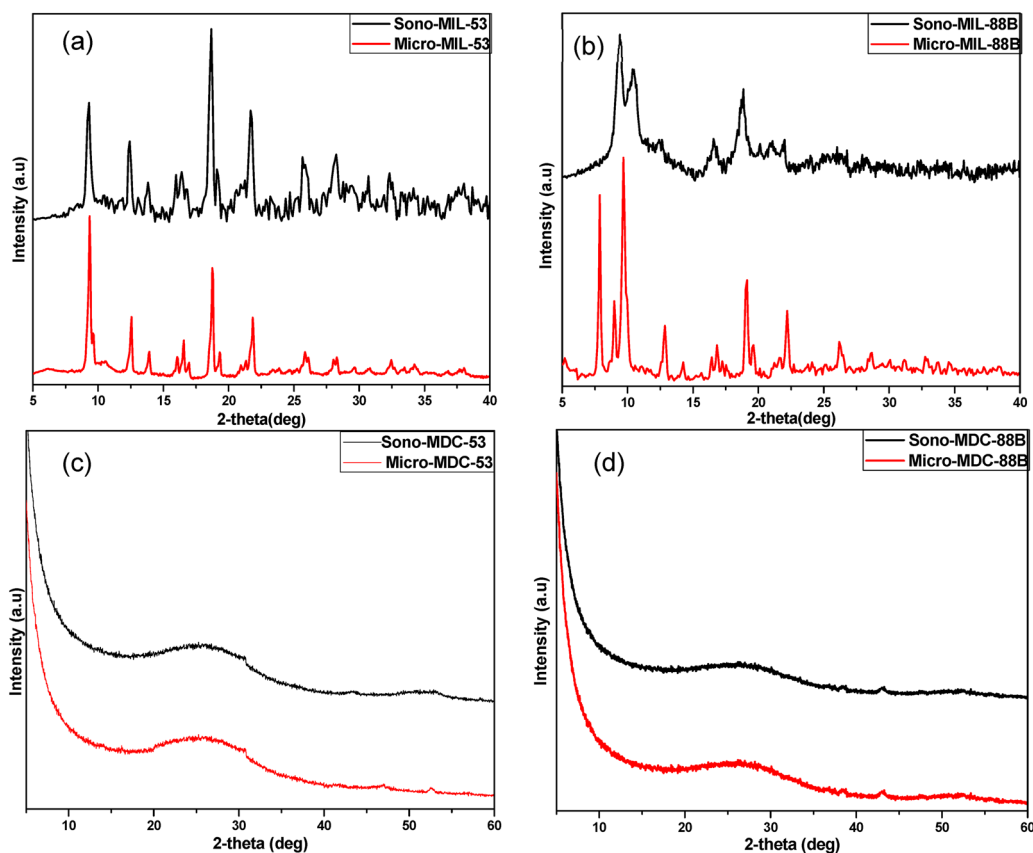 (a)
Sono-MIL-53
Micro-MIL-53
Intensity (a.u)
5 10 15 20 25 30 35 40
2-theta(deg)
(b)
Sono-MIL-88B
Micro-MIL-88B
Intensity (a.u)
5 10 15 20 25 30 35 40
2-theta(deg)
(c)
Sono-MDC-53
Micro-MDC-53
Intensity (a.u)
10 20 30 40 50 60
2-theta (deg)
(d)
Sono-MDC-88B
Micro-MDC-88B
Intensity (a.u)
10 20 30 40 50 60
2-theta (deg)